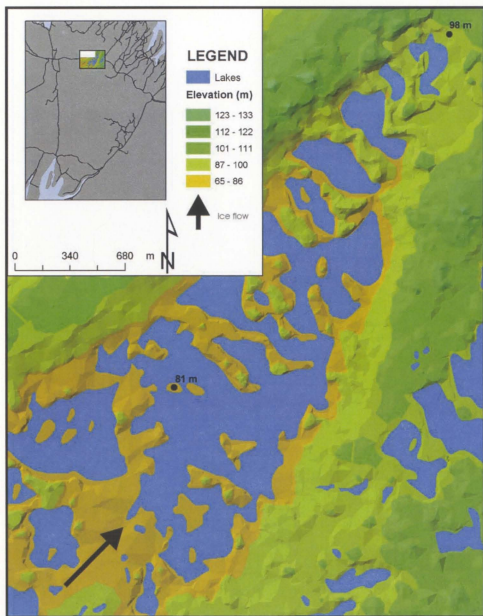 98 m
LEGEND
Lakes
Elevation (m)
123 - 133
112 - 122
101 - 111
87 - 100
65 - 86
Ice flow
N
0 340 680 m
81 m